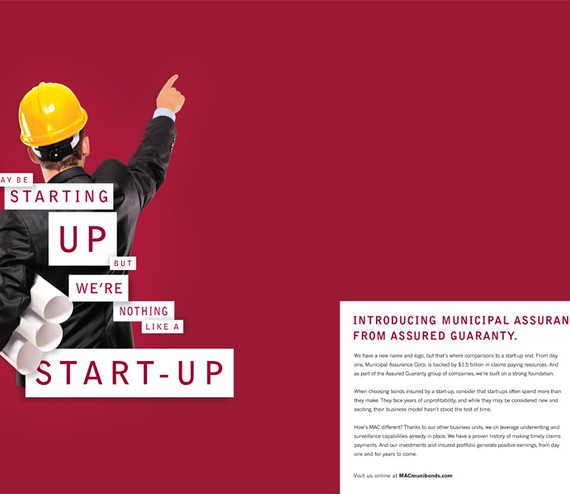 AY BE
STARTING
UP
BUT
WE'RE
NOTHING
LIKE A
START-UP
INTRODUCING MUNICIPAL ASSURAN
FROM ASSURED GUARANTY.
We have a new name and logo, but that's where comparisons to a start-up end. From day
one, Municipal Assurance Corp. is backed by $1.5 billion in claims paying resources. And
as part of the Assured Guaranty group of companies, we're built on a strong foundation.
When choosing bonds insured by a start-up, consider that start-ups often spend more than
they make. They face years of unprofitability, and while they may be considered new and
exciting, their business model hasn't stood the test of time.
How's MAC different? Thanks to our other business units, we can leverage underwriting and
surveillance capabilities already in place. We have a proven history of making timely claims
payments. And our investments and insured portfolio generate positive earnings, from day
one and for years to come.
Visit us online at MACmunibonds.com